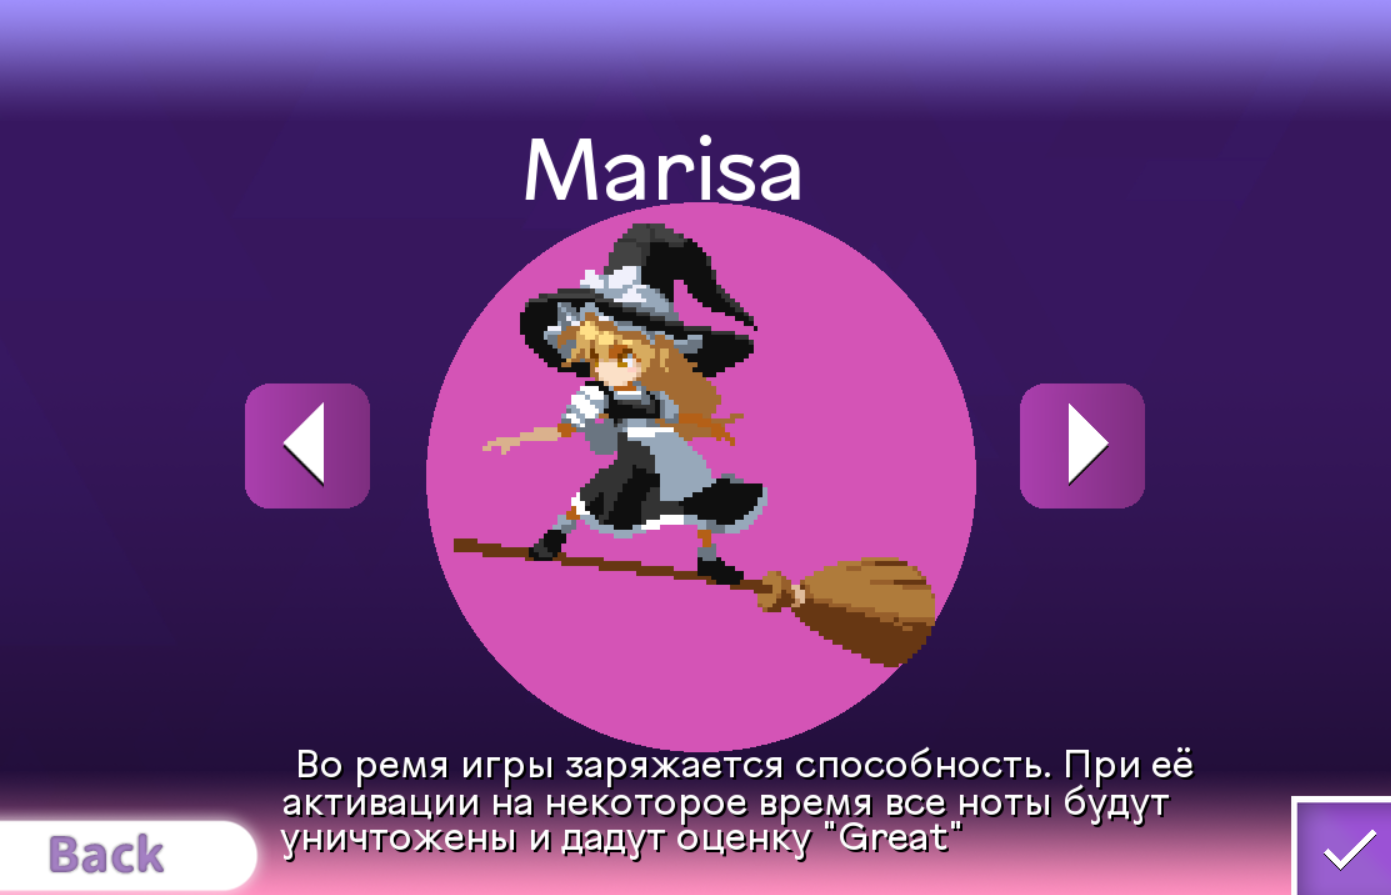 Marisa
Во ремя игры заряжается способность. При её
активации на некоторое время все ноты будут
уничтожены и дадут оценку "Great"
Back